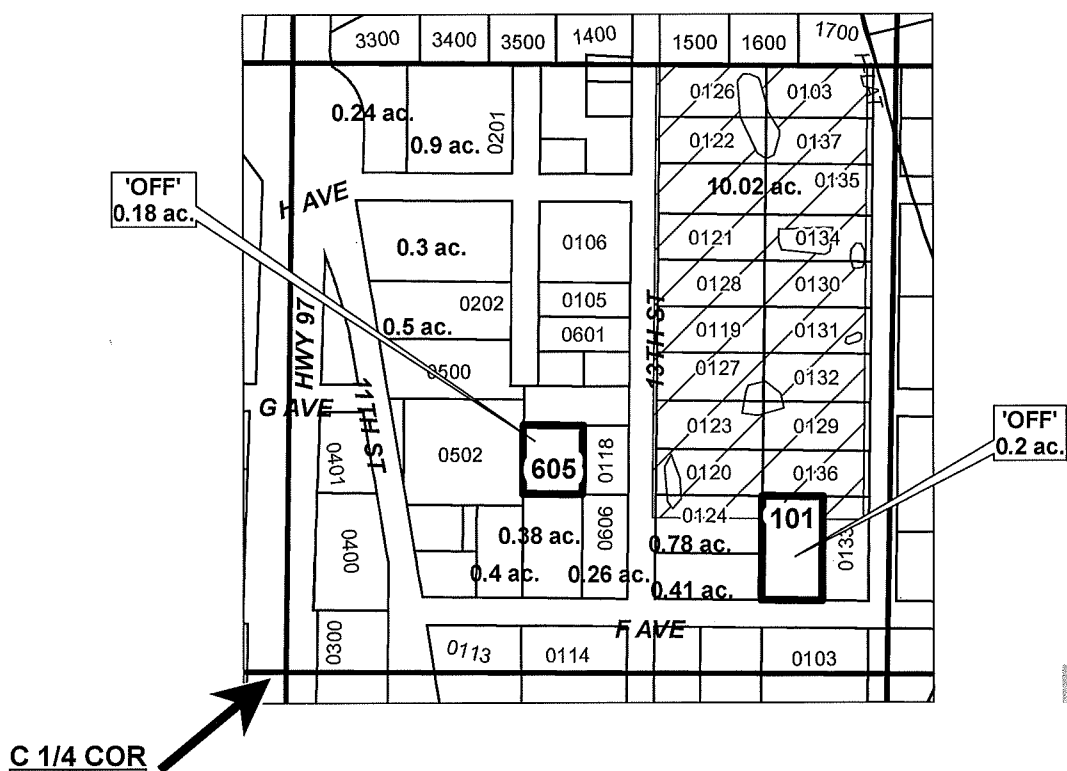 3300 3400 3500 1400 1500 1600 1700
0126 0103
0.24 ac.
0.9 ac. 0201
0122 0137
'OFF'
0.18 ac.
10.02 ac. 0135
H AVE
0.3 ac. 0106 0121 0134
0202 0105 0128 0130
HWY 97
0.5 ac. 0601 13TH ST 0119 0131
0500 0127 0132
G AVE 11TH ST
0123 0129
'OFF'
0.2 ac.
0401 0502 605 0118 0120 0136
0124 101
0400 0.38 ac. 0606 0.78 ac. 0133
0.4 ac. 0.26 ac. 0.41 ac.
F AVE
0030 0113 0114 0103
C 1/4 COR